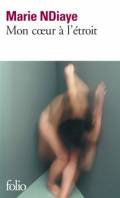 Marie NDiaye
Mon cœur à l'étroit
folio